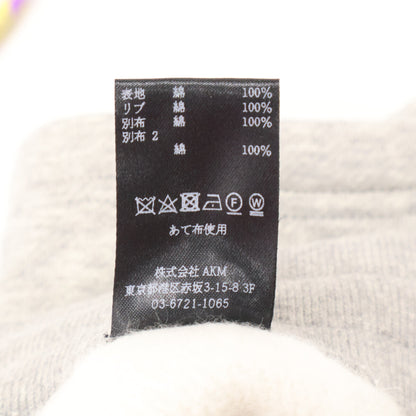 表地 綿 100%
リブ 綿 100%
別布 綿 100%
別布 2
綿 100%
F W
あて布使用
株式会社 AKM
東京都港区赤坂3-15-8 3F
03-6721-1065